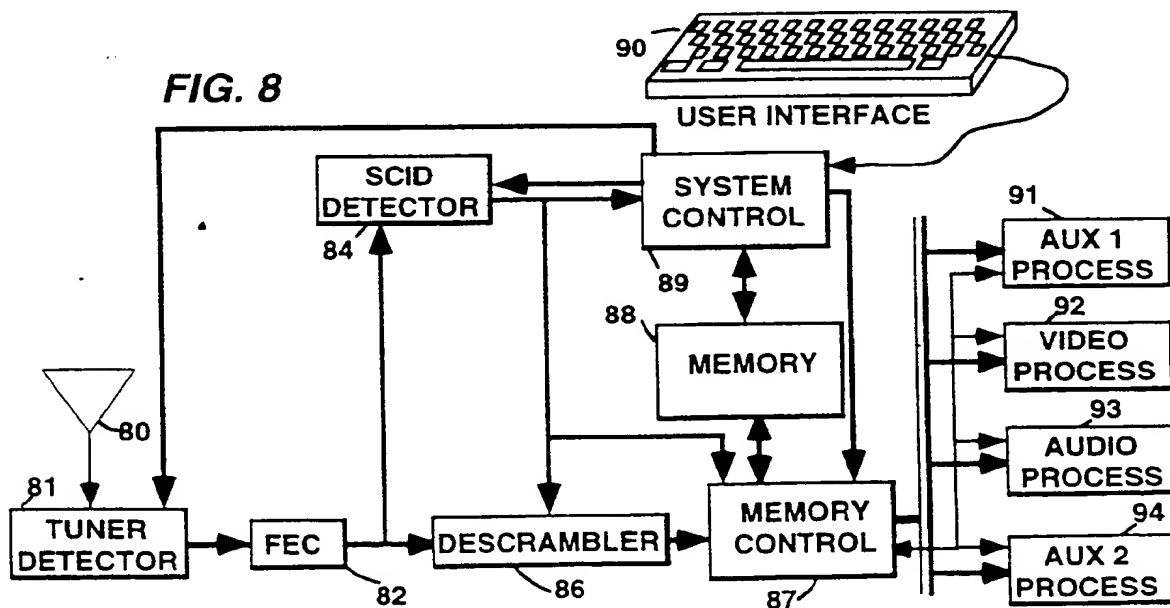 90
FIG. 8
USER INTERFACE
SCID
DETECTOR
84
SYSTEM
CONTROL
89
91
AUX 1
PROCESS
88
MEMORY
92
VIDEO
PROCESS
80
93
AUDIO
PROCESS
81
TUNER
DETECTOR
FEC
82
DESCRAMBLER
86
MEMORY
CONTROL
87
94
AUX 2
PROCESS